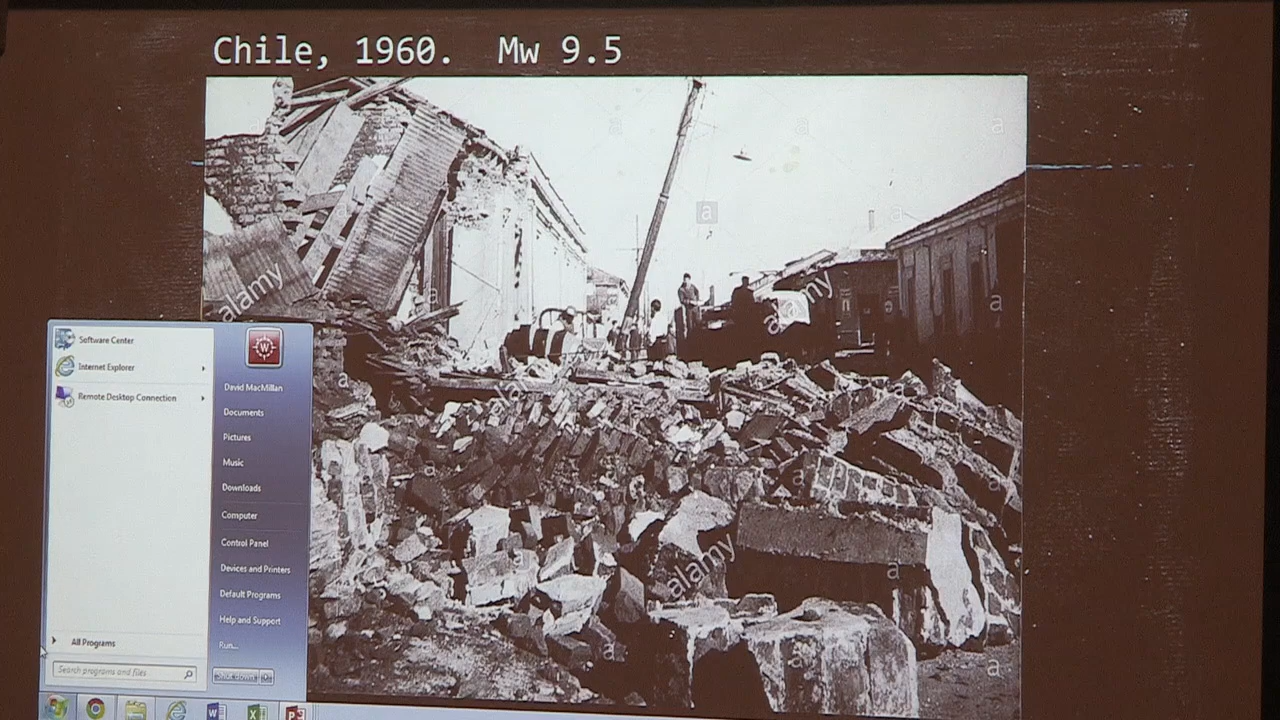 Chile, 1960.  Mw 9.5
alamy
alamy
alamy
alamy
a
a
a
a
a
a
a
a
a
a
a
a
Software Center
Internet Explorer
Remote Desktop Connection
David MacMillan
Documents
Pictures
Music
Downloads
Computer
Control Panel
Devices and Printers
Default Programs
Help and Support
Run...
All Programs
Search programs and files
Shut down